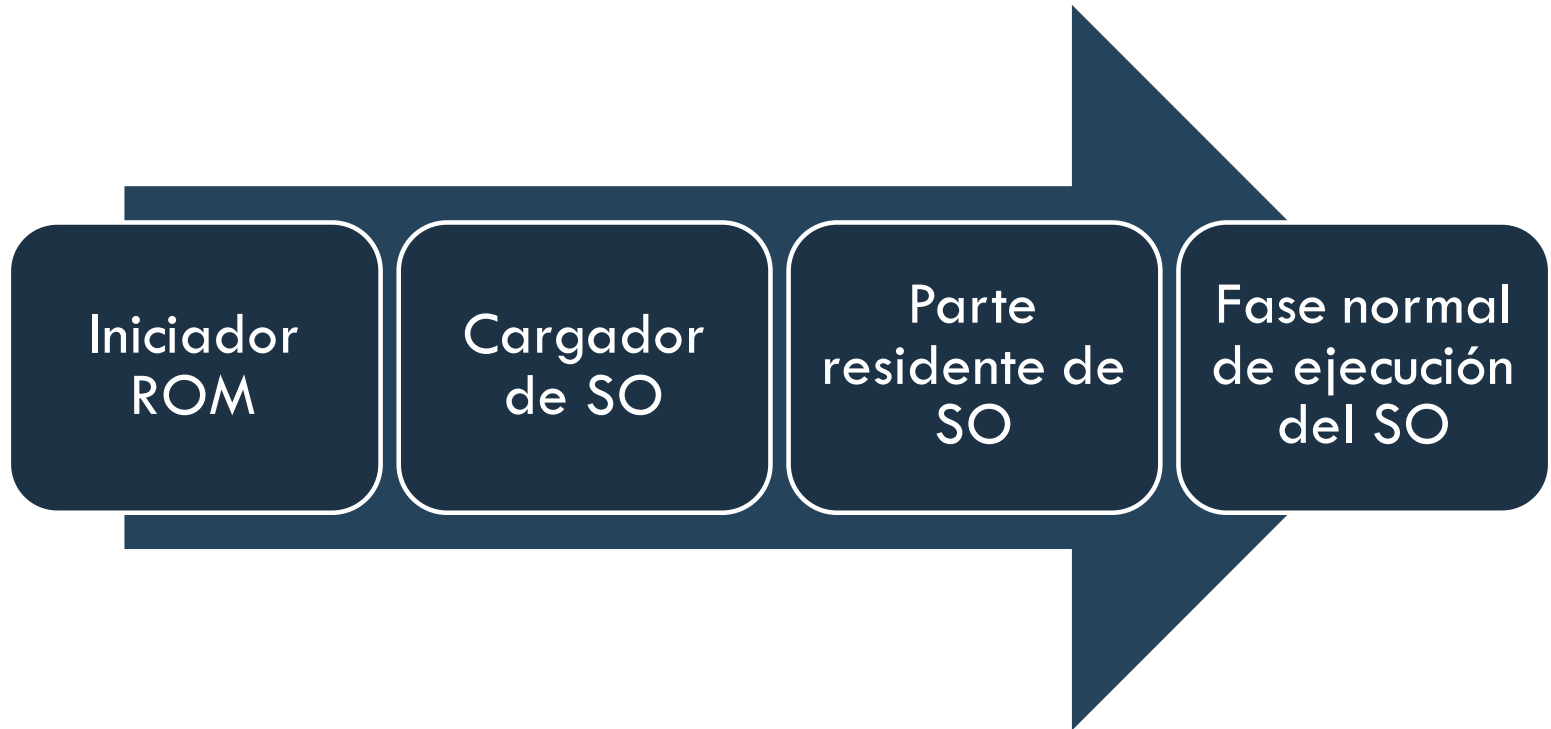 Iniciador
ROM
Cargador
de SO
Parte
residente de
SO
Fase normal
de ejecución
del SO